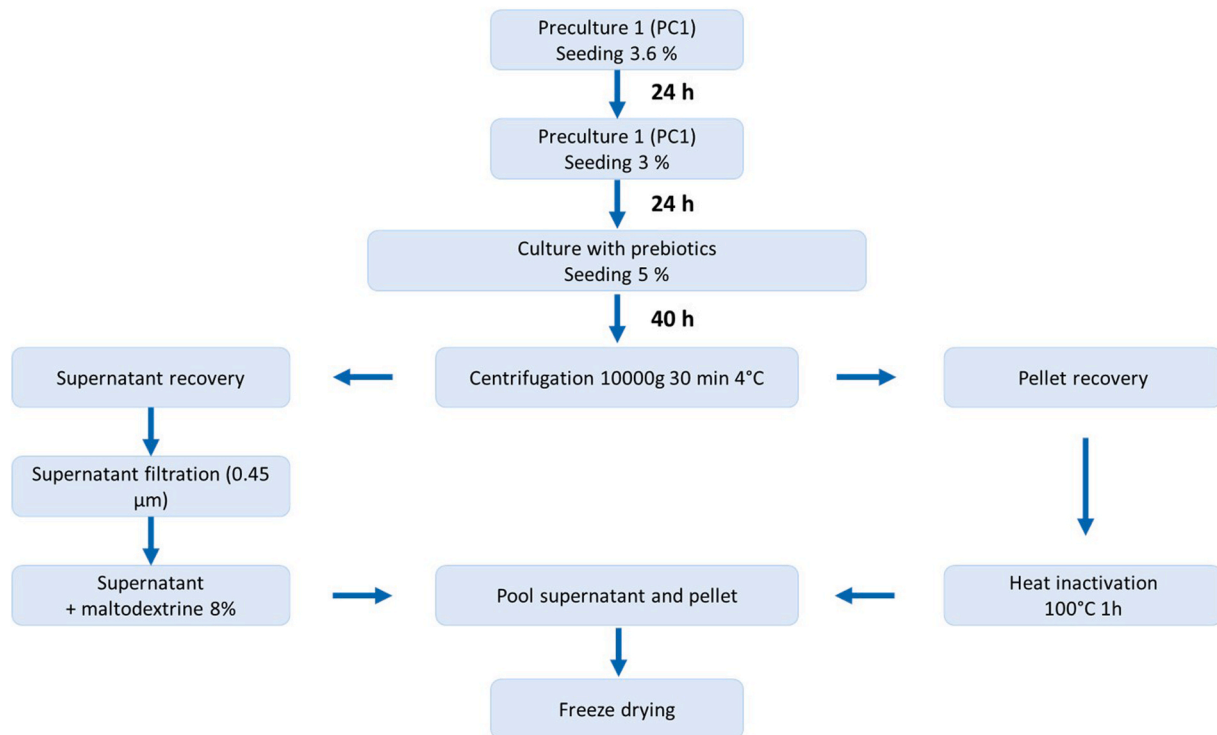 Preculture 1 (PC1)
Seeding 3.6 %
24 h
Preculture 1 (PC1)
Seeding 3 %
24 h
Culture with prebiotics
Seeding 5 %
40 h
Supernatant recovery
Centrifugation 10000g 30 min 4°C
Pellet recovery
Supernatant filtration (0.45
µm)
Supernatant
+ maltodextrine 8%
Pool supernatant and pellet
Heat inactivation
100°C 1h
Freeze drying